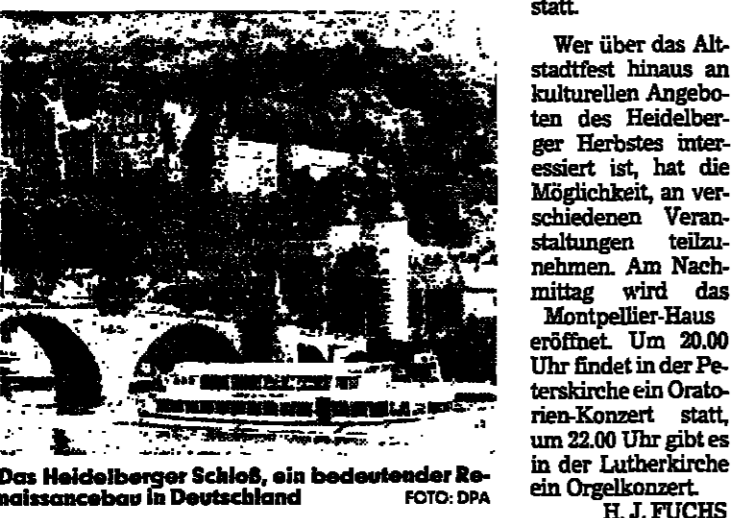 statt.
Wer über das Alt-
stadtfest hinaus an
kulturellen Angebo-
ten des Heidelber-
ger Herbstes inter-
essiert ist, hat die
Möglichkeit, an ver-
schiedenen Veran-
staltungen teilzu-
nehmen. Am Nach-
mittag wird das
Montpellier-Haus
eröffnet. Um 20.00
Uhr findet in der Pe-
terskirche ein Orato-
rien-Konzert statt,
um 22.00 Uhr gibt es
in der Lutherkirche
ein Orgelkonzert.
H. J. FUCHS
Das Heidelberger Schloß, ein bedeutender Re-
naissancebau in Deutschland FOTO: DPA